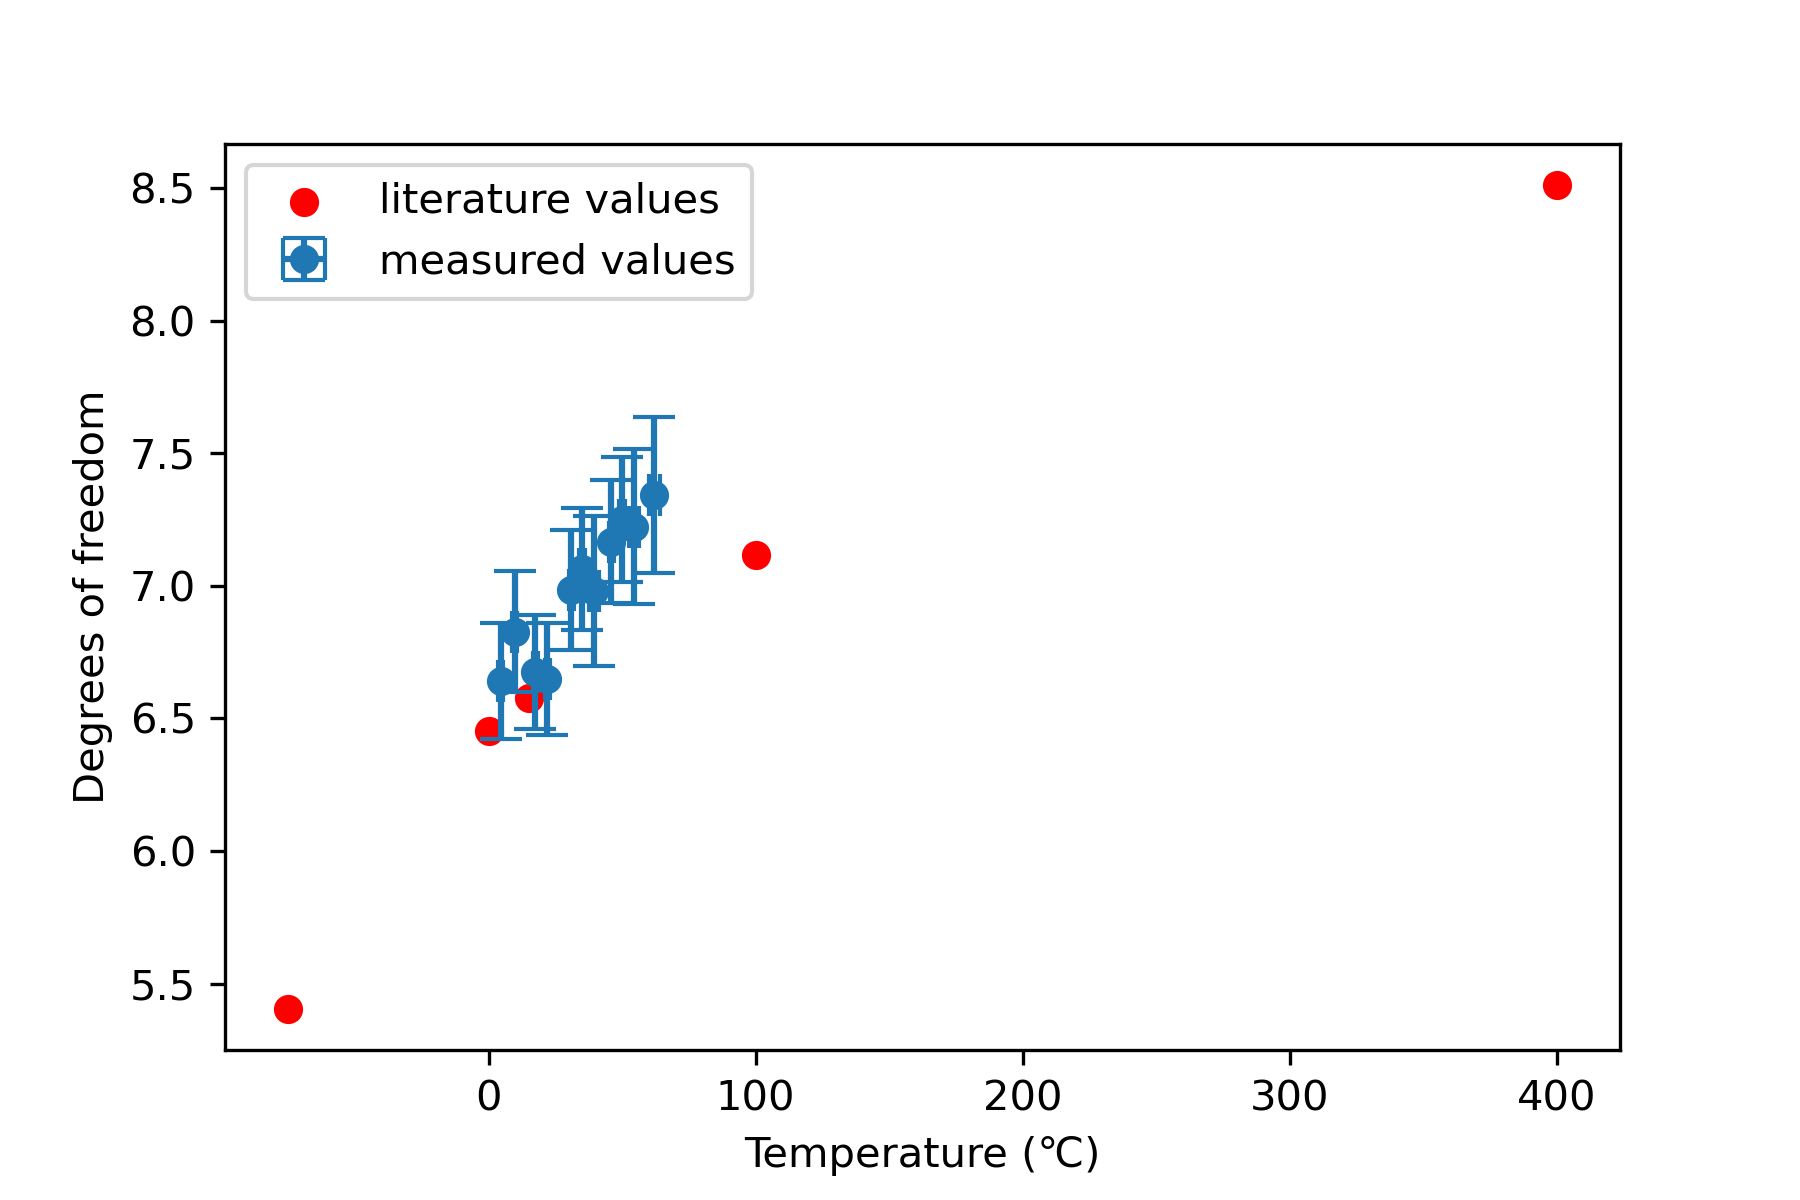 literature values
measured values
8.5
8.0
7.5
7.0
6.5
6.0
5.5
Degrees of freedom
0 100 200 300 400
Temperature (℃)